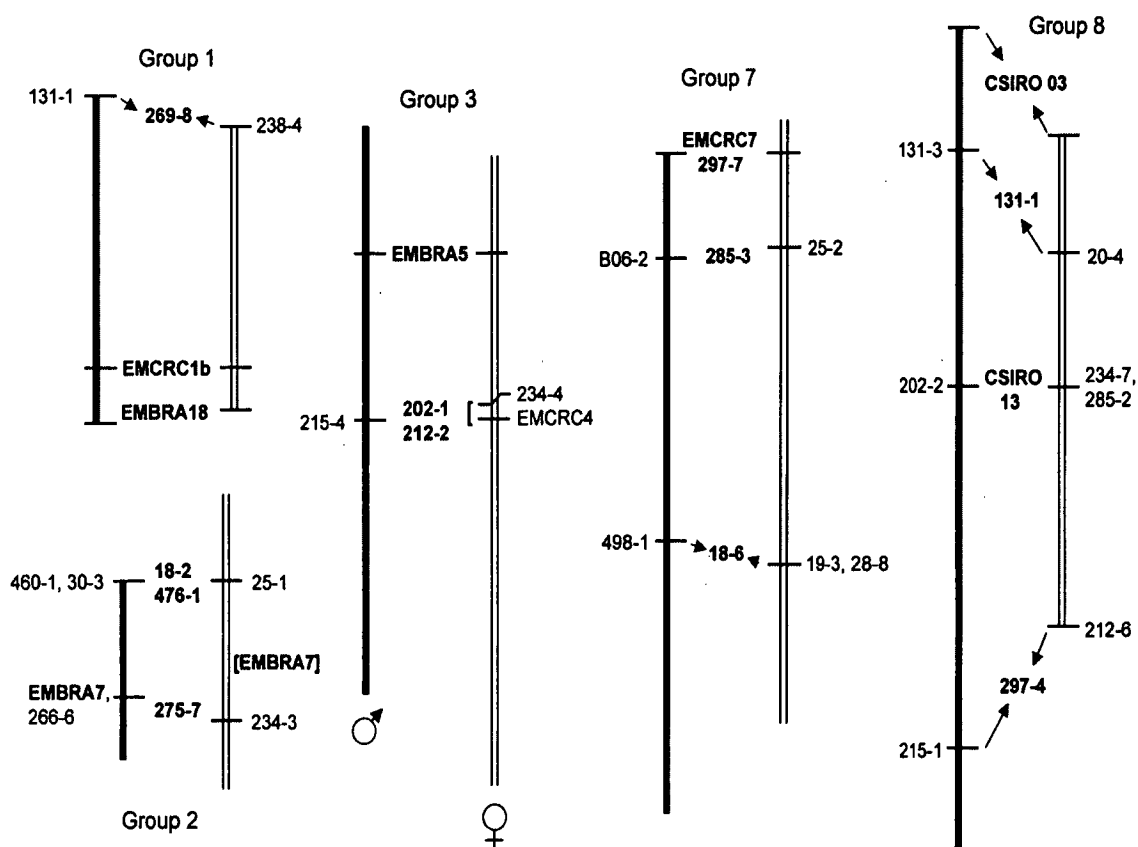 Group 1
131-1
269-8
238-4
EMCRC1b
EMBRA18
460-1, 30-3
18-2
476-1
25-1
[EMBRA7]
EMBRA7,
266-6
275-7
234-3
Group 2
Group 3
EMBRA5
215-4
202-1
212-2
234-4
EMCRC4
♂
♀
Group 7
EMCRC7
297-7
B06-2
285-3
25-2
498-1
18-6
19-3, 28-8
Group 8
CSIRO 03
131-3
131-1
20-4
202-2
CSIRO
13
234-7,
285-2
212-6
297-4
215-1